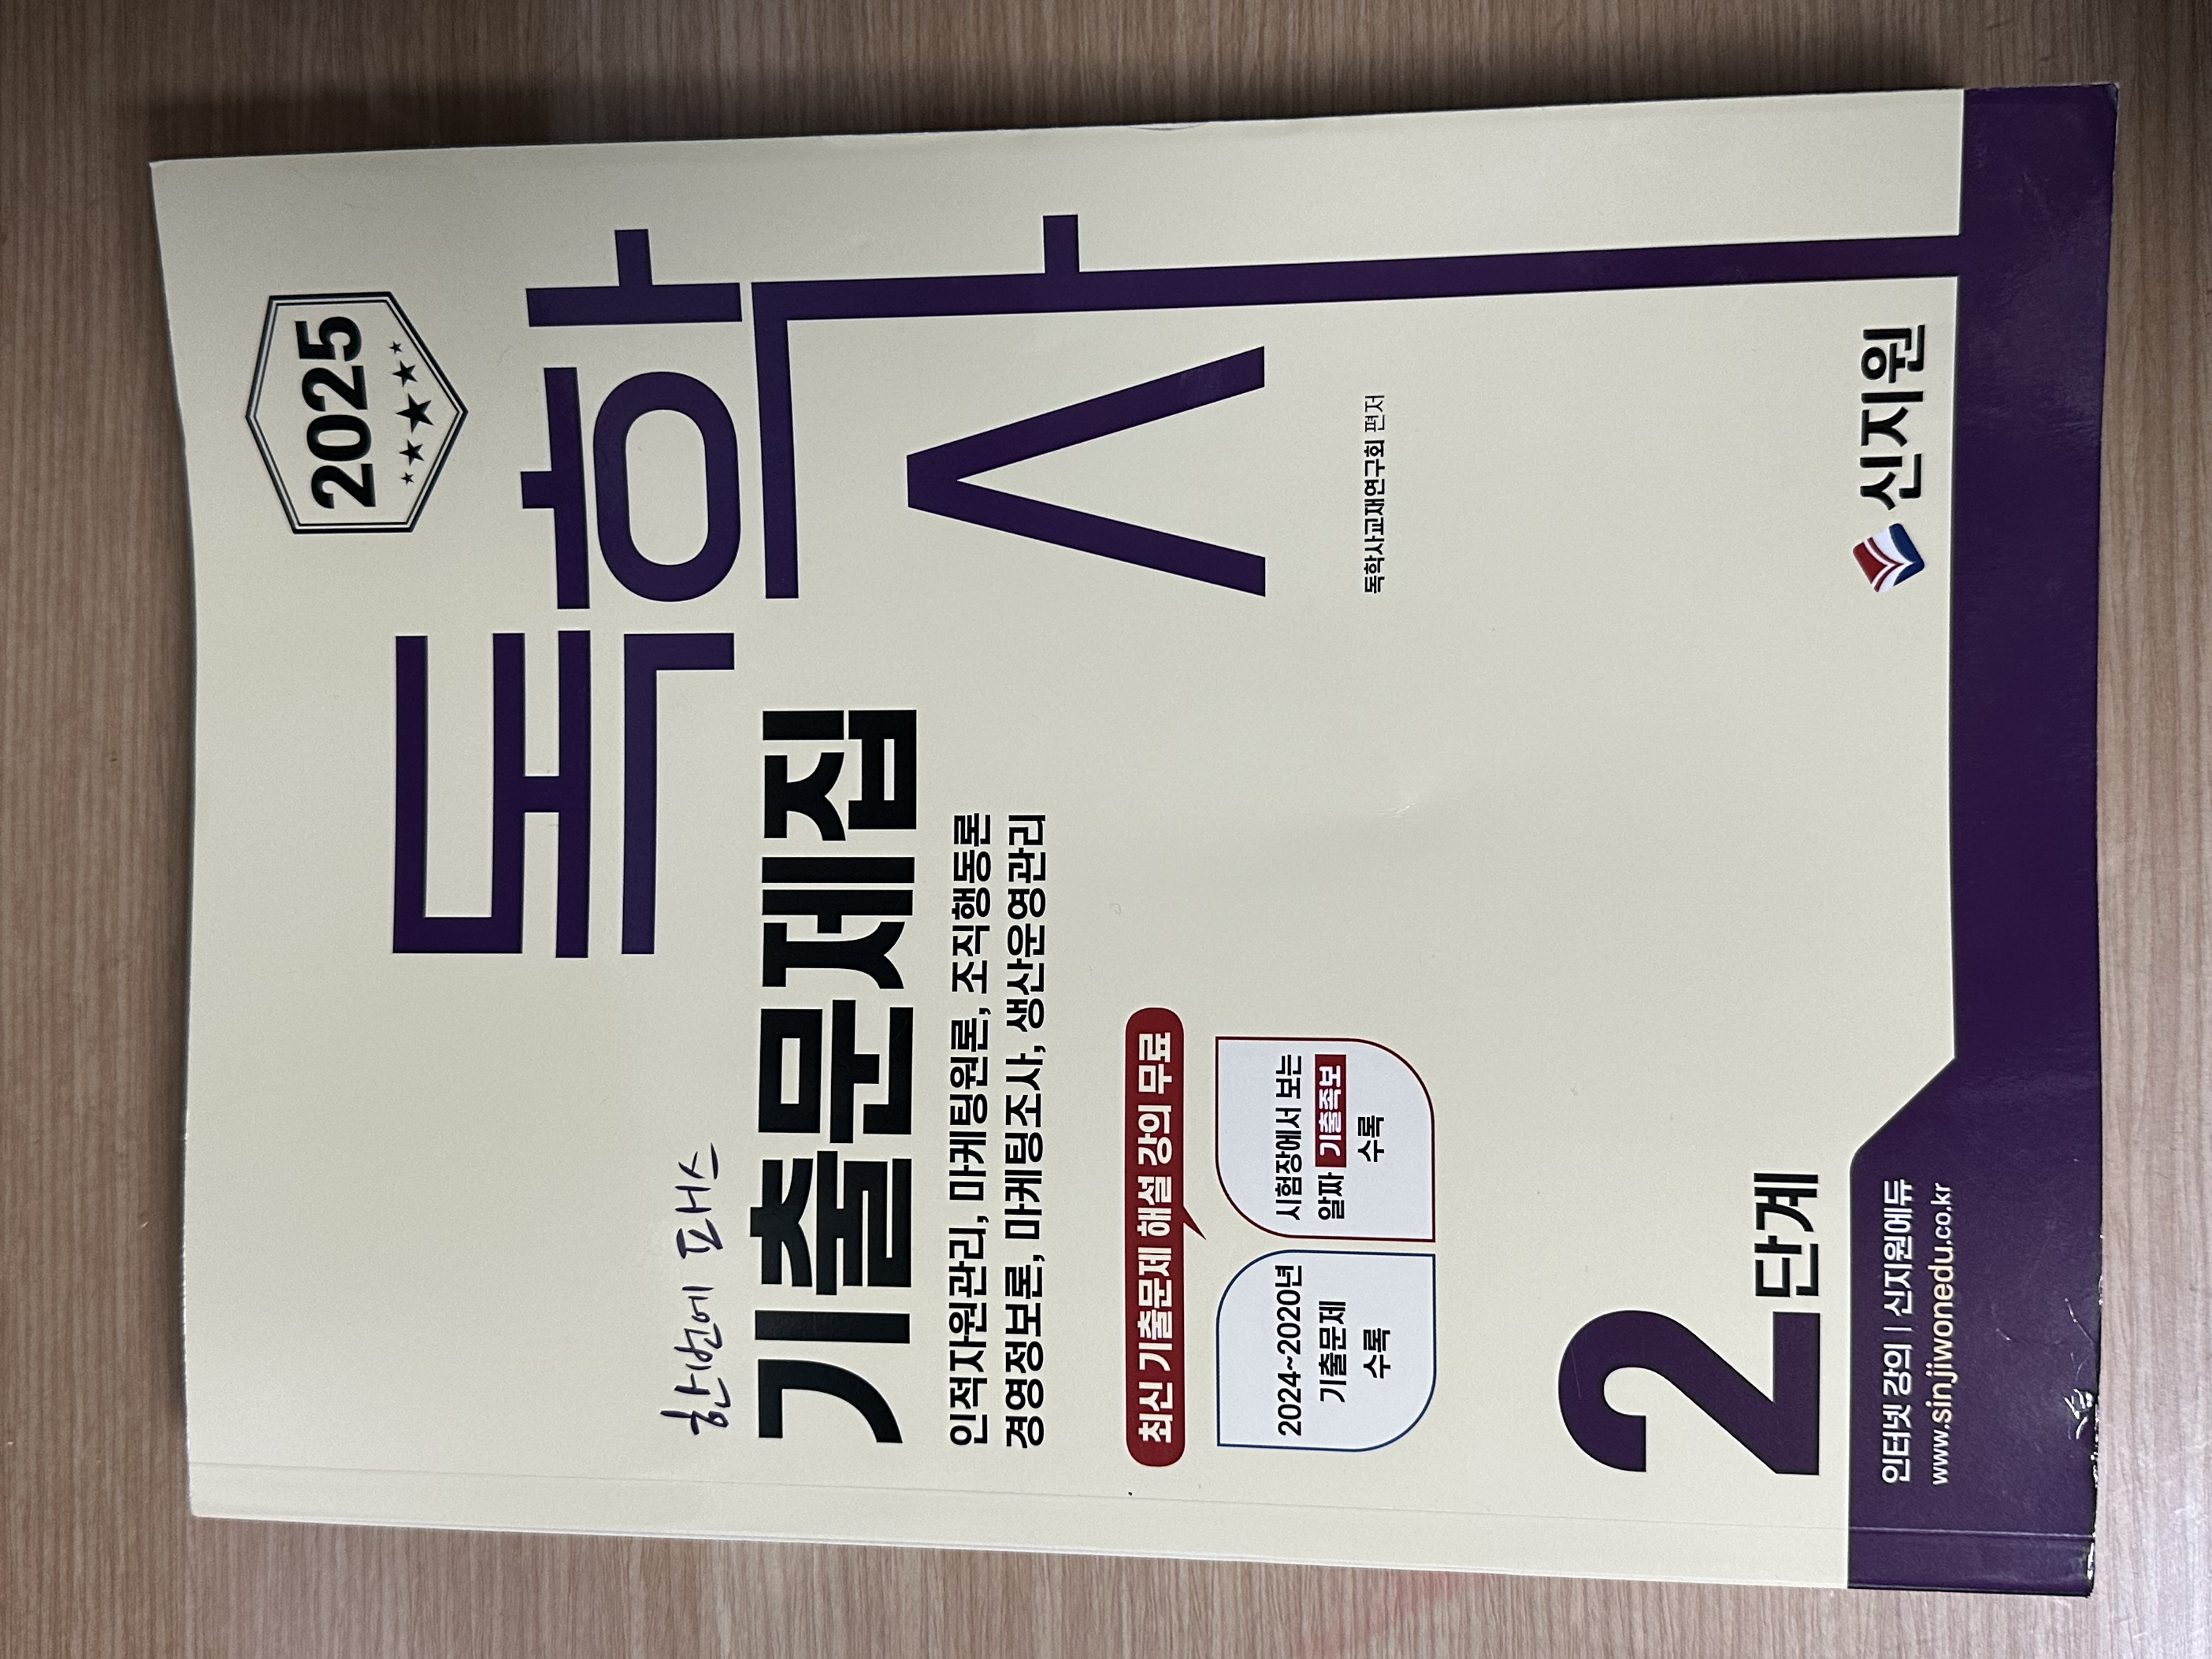 2025
독학사
한번에 패스
기출문제집
인적자원관리, 마케팅원론, 조직행동론
경영정보론, 마케팅조사, 생산운영관리
최신 기출문제 해설 강의 무료
2024~2020년
기출문제
수록
시험장에서 보는
알짜 기출족보
수록
독학사교재연구회 편저
2단계
신지원
인터넷 강의 | 신지원에듀
www.sinjiwonedu.co.kr